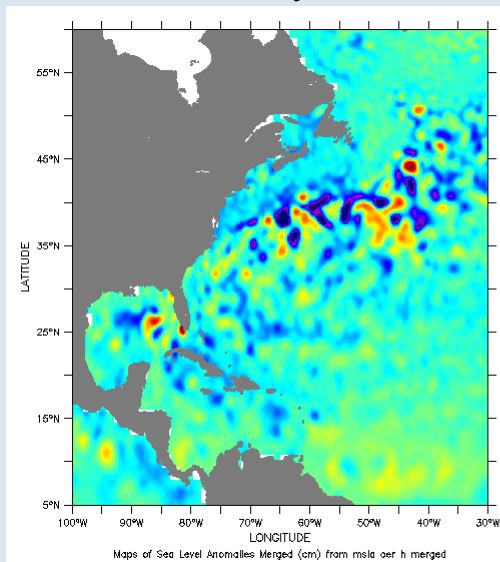 55°N
45°N
35°N
25°N
15°N
5°N
LATITUDE
100°W 90°W 80°W 70°W 60°W 50°W 40°W 30°W
LONGITUDE
Maps of Sea Level Anomalies Merged (cm) from msla oer h merged